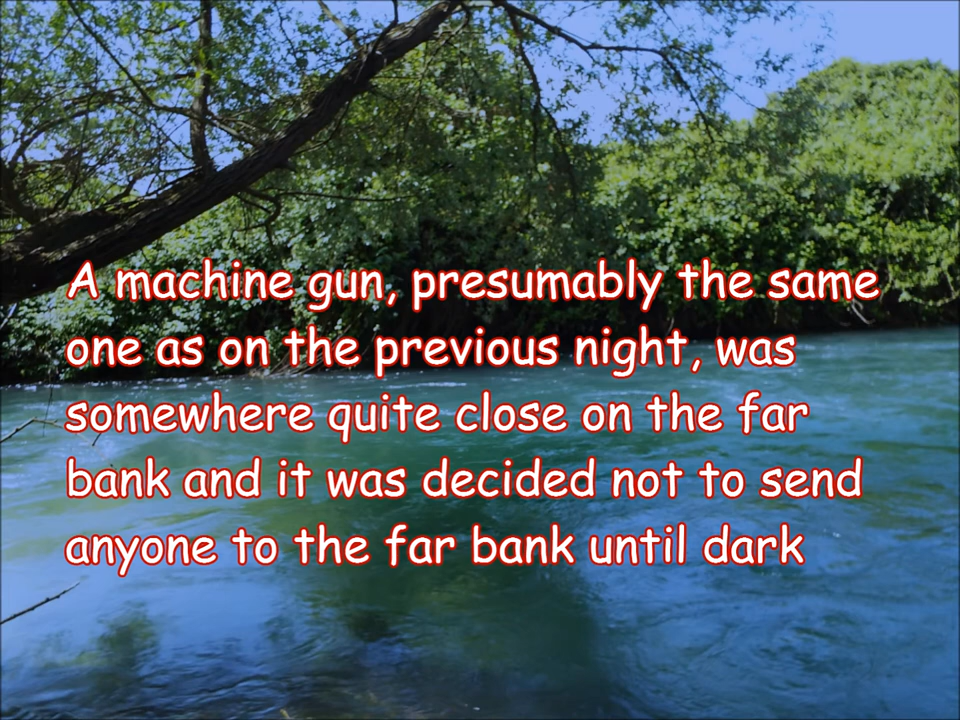 A machine gun, presumably the same
one as on the previous night, was
somewhere quite close on the far
bank and it was decided not to send
anyone to the far bank until dark